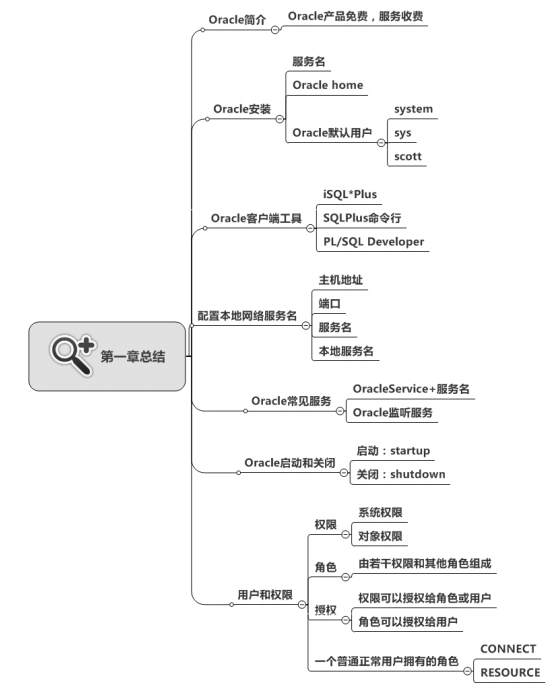 Oracle简介
Oracle产品免费，服务收费
Oracle安装
服务名
Oracle home
Oracle默认用户
system
sys
scott
Oracle客户端工具
iSQL*Plus
SQLPlus命令行
PL/SQL Developer
第一章总结
配置本地网络服务名
主机地址
端口
服务名
本地服务名
Oracle常见服务
OracleService+服务名
Oracle监听服务
Oracle启动和关闭
启动：startup
关闭：shutdown
用户和权限
权限
系统权限
对象权限
角色
由若干权限和其他角色组成
授权
权限可以授权给角色或用户
角色可以授权给用户
一个普通正常用户拥有的角色
CONNECT
RESOURCE